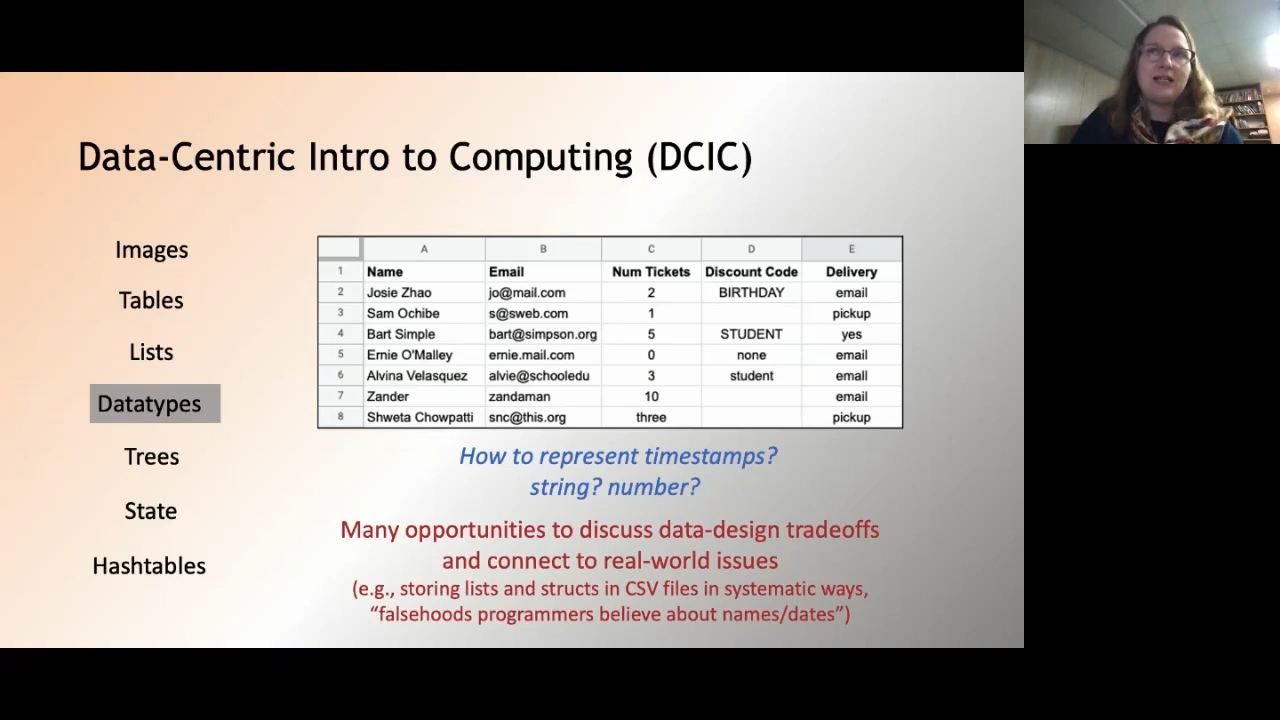 Data-Centric Intro to Computing (DCIC)
Images
Tables
Lists
Datatypes
Trees
State
Hashtables
A B C D E
1 Name Email Num Tickets Discount Code Delivery
2 Josie Zhao jo@mail.com 2 BIRTHDAY email
3 Sam Ochibe s@sweb.com 1 pickup
4 Bart Simple bart@simpson.org 5 STUDENT yes
5 Ernie O'Malley ernie.mail.com 0 none email
6 Alvina Velasquez alvie@schooledu 3 student emall
7 Zander zandaman 10 email
8 Shweta Chowpatti snc@this.org three pickup
How to represent timestamps?
string? number?
Many opportunities to discuss data-design tradeoffs
and connect to real-world issues
(e.g., storing lists and structs in CSV files in systematic ways,
“falsehoods programmers believe about names/dates”)